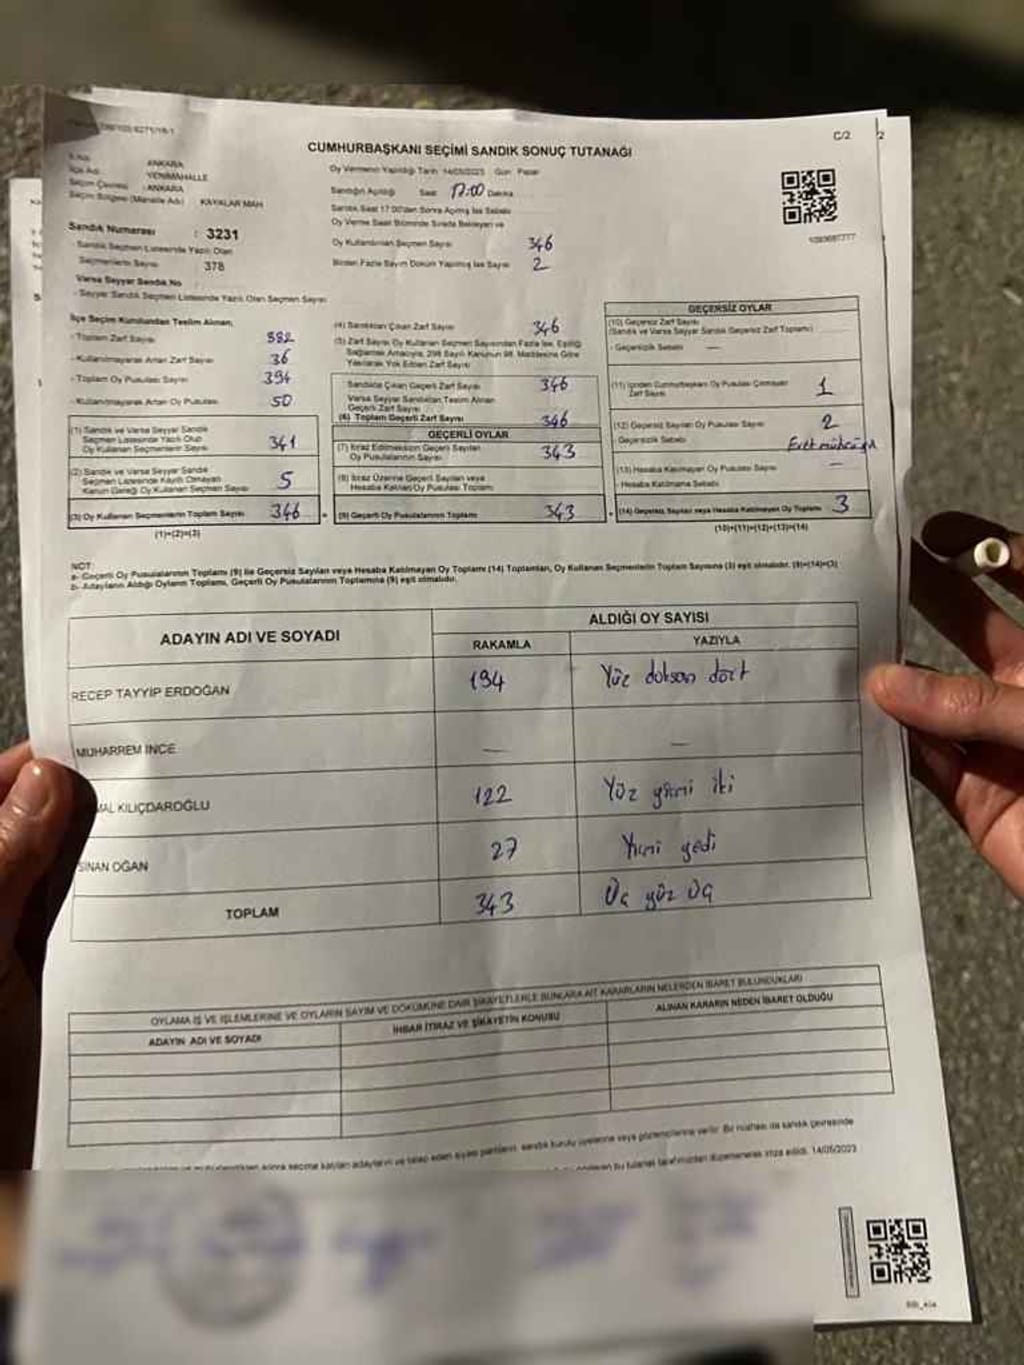 C/2
2
CUMHURBAŞKANI SEÇİMİ SANDIK SONUÇ TUTANAĞI
İl Adı : ANKARA
İlçe Adı : YENİMAHALLE
Seçim Çevresi : ANKARA
Seçim Bölgesi (Mahalle Adı) : KAYALAR MAH
Sandık Numarası : 3231
- Sandık Seçmen Listesinde Yazılı Olan
Seçmenlerin Sayısı 378
Varsa Seyyar Sandık No
- Seyyar Sandık Seçmen Listesinde Yazılı Olan Seçmen Sayısı
Oy Vermenin Yapıldığı Tarih 14/05/2023 Gün Pazar
Sandığın Açıldığı Saat 17:00 Dakika
Sandık Saat 17:00'den Sonra Açılmış İse Sebebi
Oy Verme Saati Bitiminde Sırada Bekleyen ve
Oy Kullandırılan Seçmen Sayısı 346
Birden Fazla Sayım Döküm Yapılmış İse Sayısı 2
İlçe Seçim Kurulundan Teslim Alınan;
- Toplam Zarf Sayısı 382
- Kullanılmayarak Artan Zarf Sayısı 36
- Toplam Oy Pusulası Sayısı 394
- Kullanılmayarak Artan Oy Pusulası 50
(1) Sandık ve Varsa Seyyar Sandık
Seçmen Listesinde Yazılı Olup
Oy Kullanan Seçmenlerin Sayısı 341
(2) Sandık ve Varsa Seyyar Sandık
Seçmen Listesinde Kayıtlı Olmayan
Kanun Gereği Oy Kullanan Seçmen Sayısı 5
(3) Oy Kullanan Seçmenlerin Toplam Sayısı 346
(1)+(2)=(3)
(4) Sandıktan Çıkan Zarf Sayısı 346
(5) Zarf Sayısı Oy Kullanan Seçmen Sayısından Fazla İse, Eşitliği
Sağlamak Amacıyla, 298 Sayılı Kanunun 98. Maddesine Göre
Yakılarak Yok Edilen Zarf Sayısı
Sandıkta Çıkan Geçerli Zarf Sayısı 346
Varsa Seyyar Sandıktan Teslim Alınan
Geçerli Zarf Sayısı
(6) Toplam Geçerli Zarf Sayısı 346
GEÇERLİ OYLAR
(7) İtiraz Edilmeksizin Geçerli Sayılan
Oy Pusulalarının Sayısı 343
(8) İtiraz Üzerine Geçerli Sayılan veya
Hesaba Katılan Oy Pusulası Toplamı
(9) Geçerli Oy Pusulalarının Toplamı 343
GEÇERSİZ OYLAR
(10) Geçersiz Zarf Sayısı
(Sandık ve Varsa Seyyar Sandık Geçersiz Zarf Toplamı)
- Geçersizlik Sebebi —
(11) İçinden Cumhurbaşkanı Oy Pusulası Çıkmayan
Zarf Sayısı 1
(12) Geçersiz Sayılan Oy Pusulası Sayısı 2
- Geçersizlik Sebebi Evet mührü
(13) Hesaba Katılmayan Oy Pusulası Sayısı —
- Hesaba Katılmama Sebebi
(14) Geçersiz Sayılan veya Hesaba Katılmayan Oy Toplamı 3
(10)+(11)+(12)+(13)=(14)
NOT:
a- Geçerli Oy Pusulalarının Toplamı (9) ile Geçersiz Sayılan veya Hesaba Katılmayan Oy Toplamı (14) Toplamları, Oy Kullanan Seçmenlerin Toplam Sayısına (3) eşit olmalıdır. (9)+(14)=(3)
b- Adayların Aldığı Oyların Toplamı, Geçerli Oy Pusulalarının Toplamına (9) eşit olmalıdır.
ADAYIN ADI VE SOYADI
ALDIĞI OY SAYISI
RAKAMLA YAZIYLA
RECEP TAYYİP ERDOĞAN 194 Yüz doksan dört
MUHARREM İNCE — —
MAL KILIÇDAROĞLU 122 Yüz yirmi iki
SİNAN OĞAN 27 Yirmi yedi
TOPLAM 343 Üç yüz Üç
OYLAMA İŞ VE İŞLEMLERİNE VE OYLARIN SAYIM VE DÖKÜMÜNE DAİR ŞİKAYETLERLE BUNLARA AİT KARARLARIN NELERDEN İBARET BULUNDUKLARI
ADAYIN ADI VE SOYADI İHBAR İTİRAZ VE ŞİKAYETİN KONUSU ALINAN KARARIN NEDEN İBARET OLDUĞU
seçime katılan adayların ve talep eden siyasi partilerin, sandık kurulu üyelerine veya gözlemcilerine verilir. Bir nüshası da sandık çevresinde
bu tutanak tarafımızdan düzenlenerek imza edildi. 14/05/2023